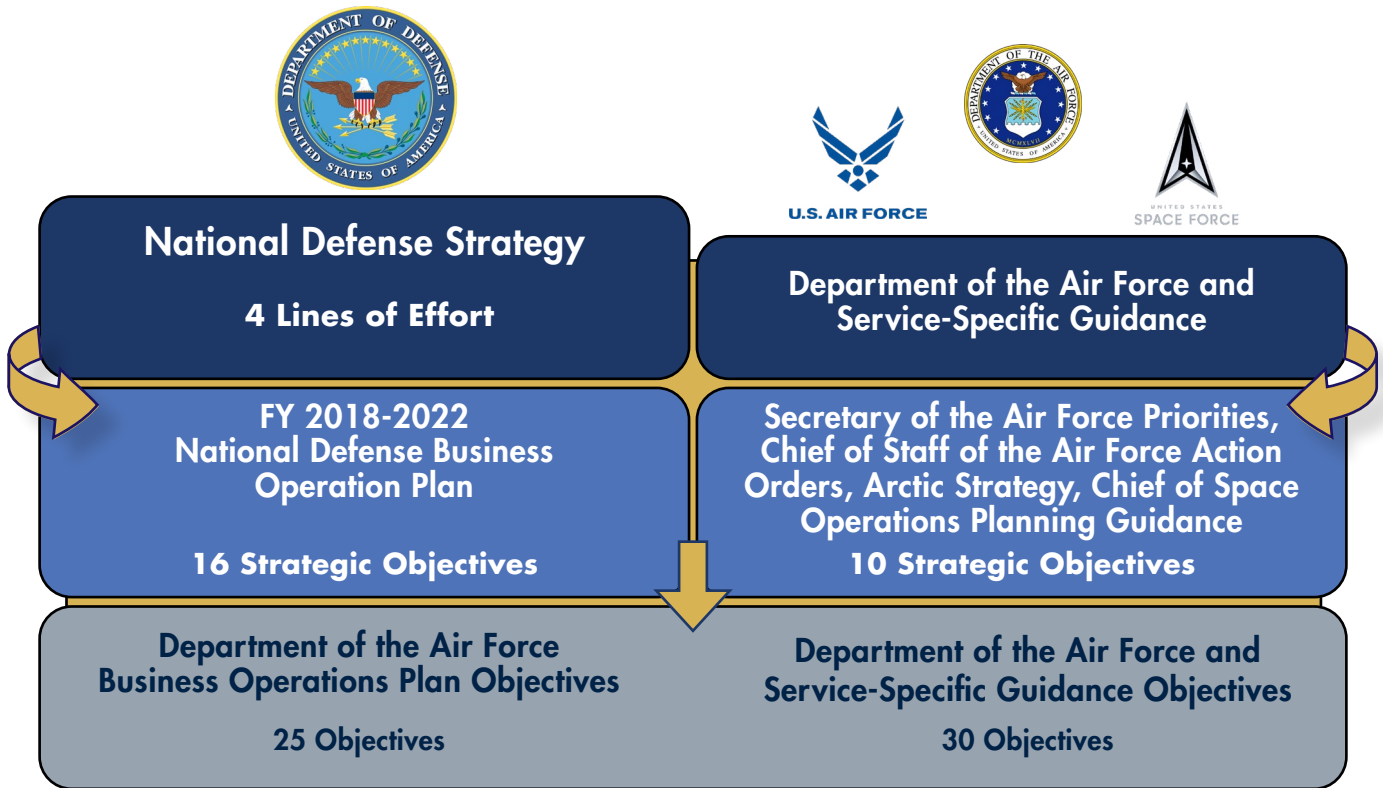 DEPARTMENT OF DEFENSE
UNITED STATES OF AMERICA
DEPARTMENT OF THE AIR FORCE
MCMXLVII
UNITED STATES OF AMERICA
U.S. AIR FORCE
UNITED STATES
SPACE FORCE
National Defense Strategy
4 Lines of Effort
Department of the Air Force and
Service-Specific Guidance
FY 2018-2022
National Defense Business
Operation Plan
16 Strategic Objectives
Secretary of the Air Force Priorities,
Chief of Staff of the Air Force Action
Orders, Arctic Strategy, Chief of Space
Operations Planning Guidance
10 Strategic Objectives
Department of the Air Force
Business Operations Plan Objectives
25 Objectives
Department of the Air Force and
Service-Specific Guidance Objectives
30 Objectives